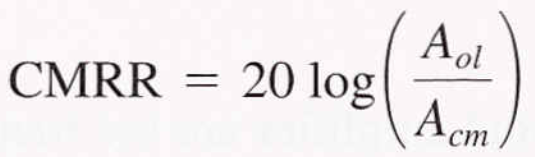 CMRR = 20 log(A_ol/A_cm)